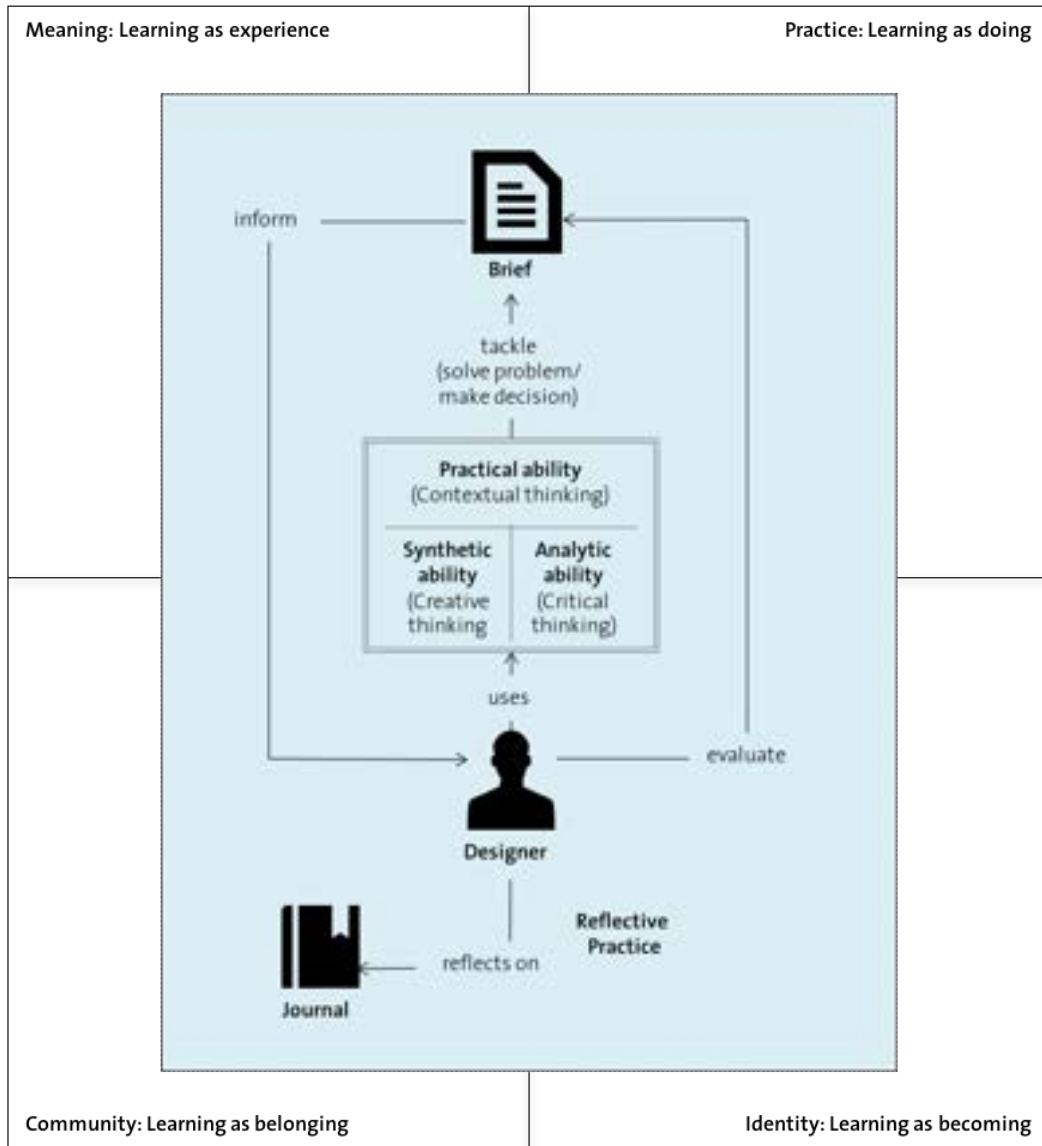 Meaning: Learning as experience
Practice: Learning as doing
inform
Brief
tackle
(solve problem/
make decision)
Practical ability
(Contextual thinking)
Synthetic
ability
(Creative
thinking
Analytic
ability
(Critical
thinking)
uses
evaluate
Designer
Reflective
Practice
reflects on
Journal
Community: Learning as belonging
Identity: Learning as becoming